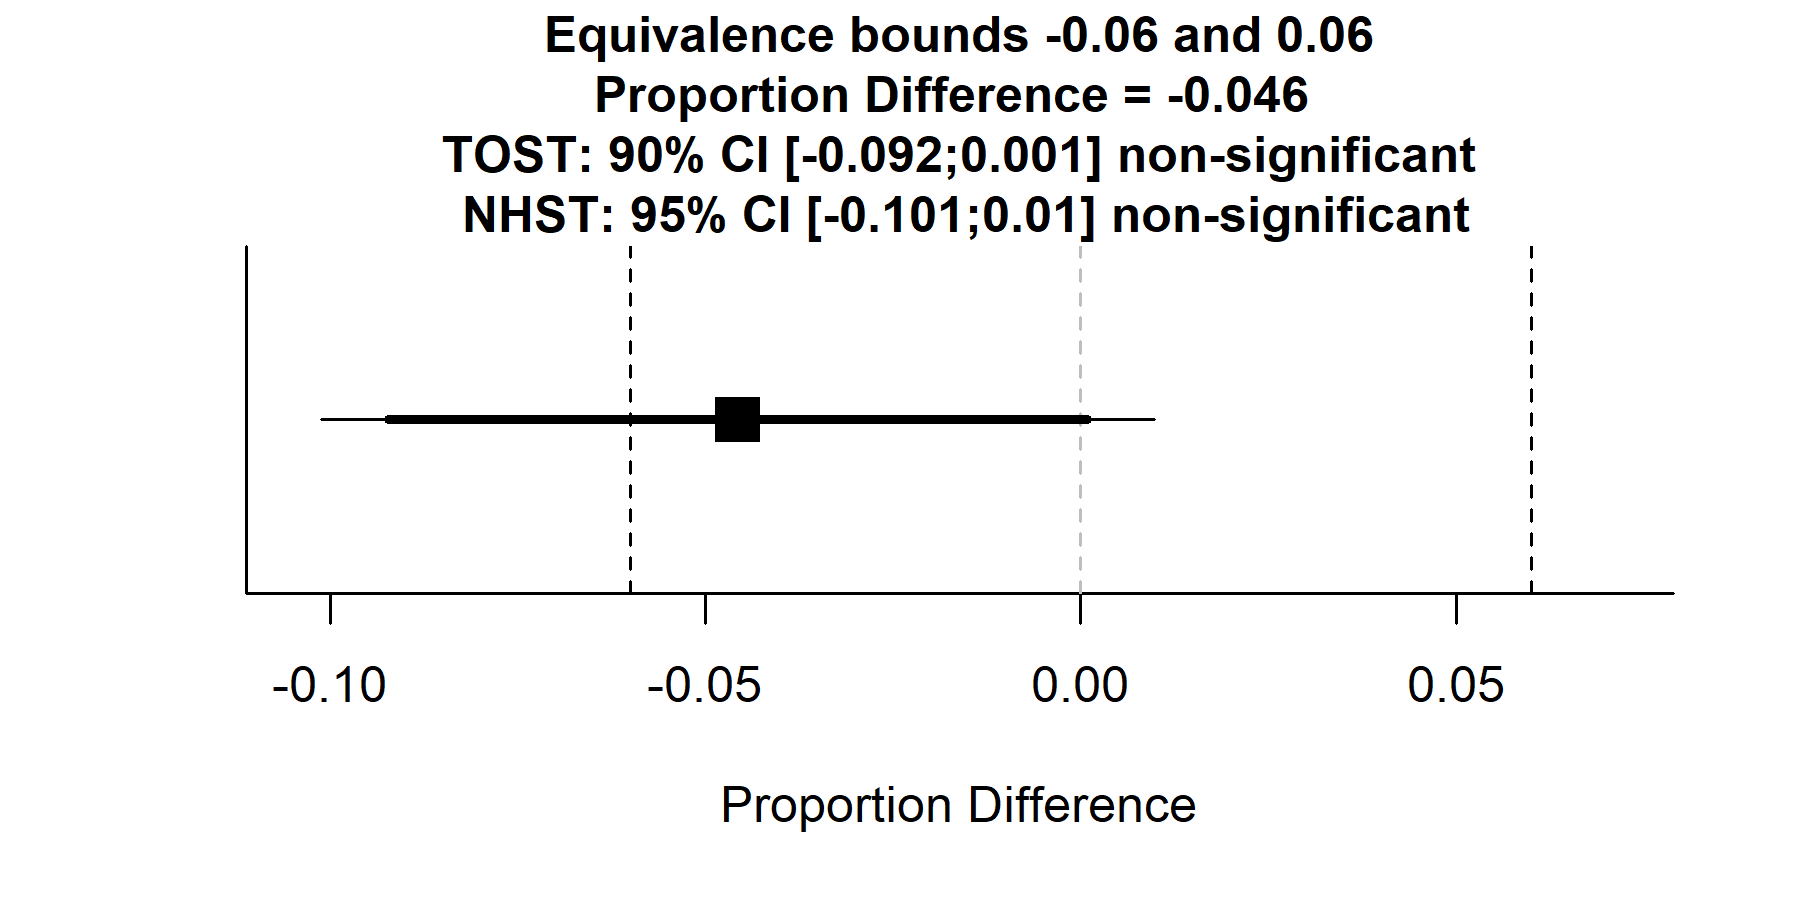 Equivalence bounds -0.06 and 0.06
Proportion Difference = -0.046
TOST: 90% CI [-0.092;0.001] non-significant
NHST: 95% CI [-0.101;0.01] non-significant
-0.10 -0.05 0.00 0.05
Proportion Difference